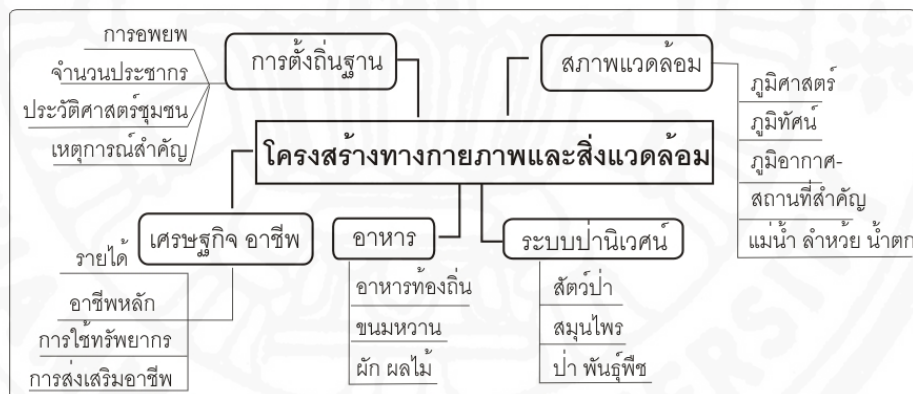 การตั้งถิ่นฐาน
การอพยพ
จำนวนประชากร
ประวัติศาสตร์ชุมชน
เหตุการณ์สำคัญ
สภาพแวดล้อม
ภูมิศาสตร์
ภูมิทัศน์
ภูมิอากาศ-
สถานที่สำคัญ
แม่น้ำ ลำห้วย น้ำตก
โครงสร้างทางกายภาพและสิ่งแวดล้อม
เศรษฐกิจ อาชีพ
รายได้
อาชีพหลัก
การใช้ทรัพยากร
การส่งเสริมอาชีพ
อาหาร
อาหารท้องถิ่น
ขนมหวาน
ผัก ผลไม้
ระบบป่านิเวศน์
สัตว์ป่า
สมุนไพร
ป่า พันธุ์พืช